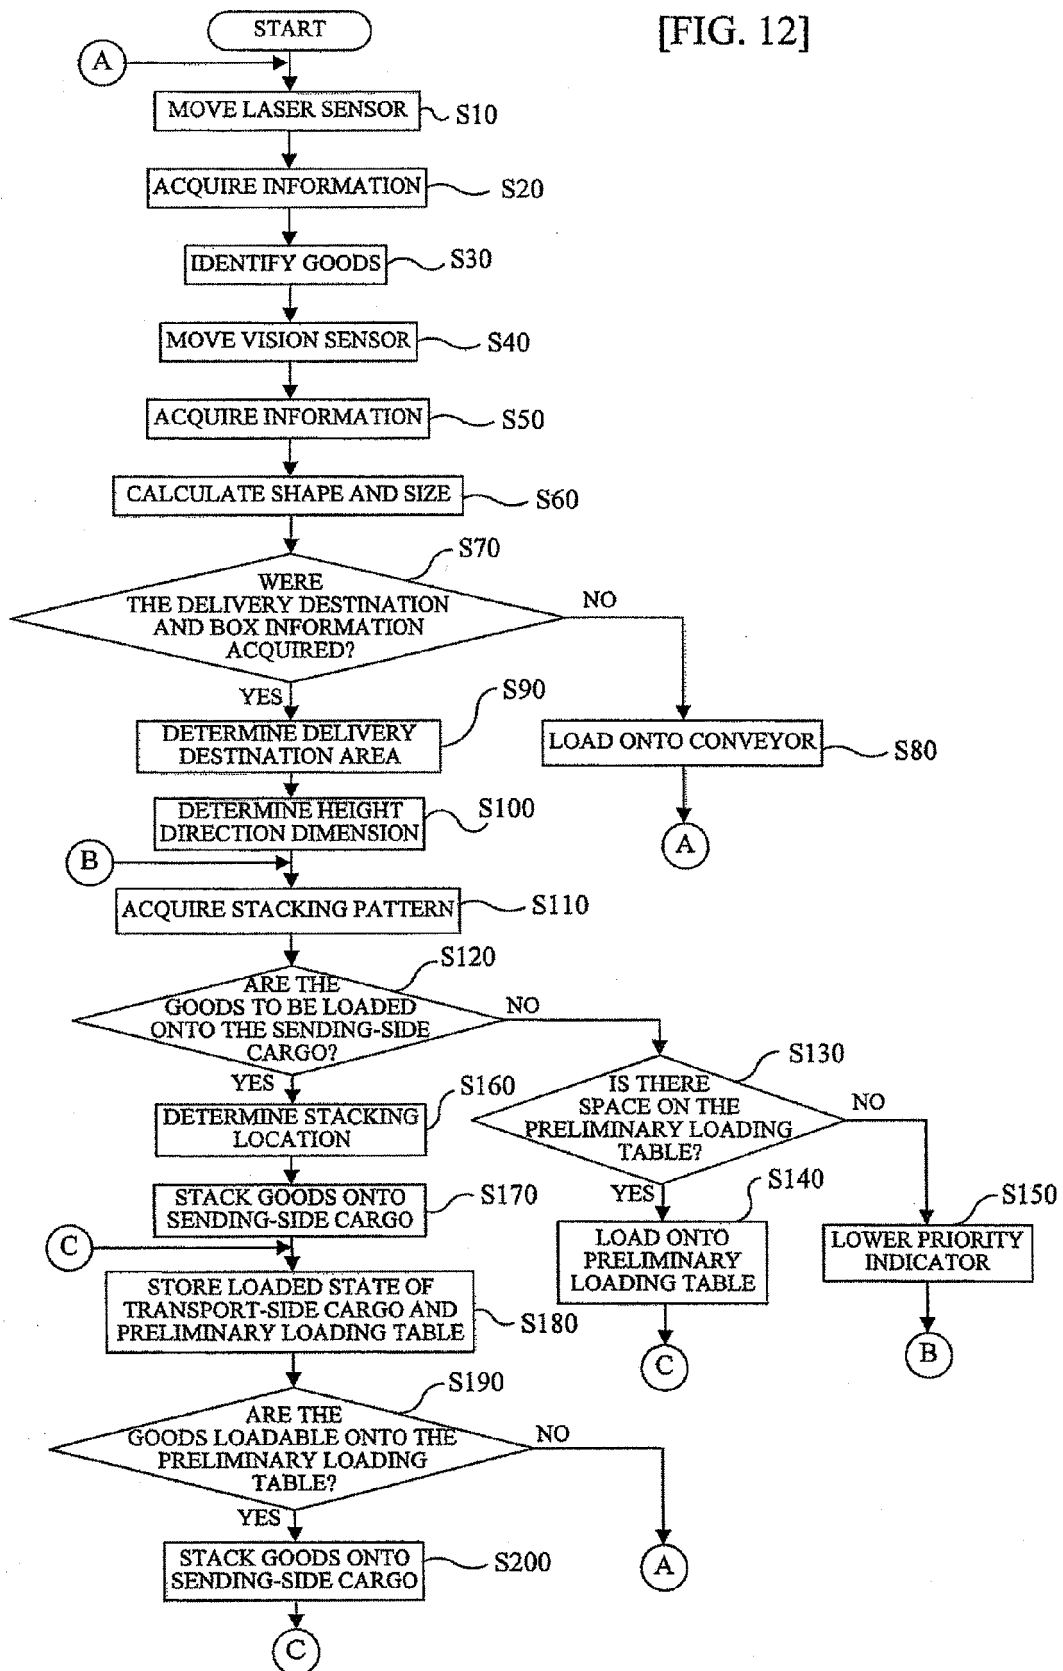 [FIG. 12]
START
A
MOVE LASER SENSOR
S10
ACQUIRE INFORMATION
S20
IDENTIFY GOODS
S30
MOVE VISION SENSOR
S40
ACQUIRE INFORMATION
S50
CALCULATE SHAPE AND SIZE
S60
S70
WERE
THE DELIVERY DESTINATION
AND BOX INFORMATION
ACQUIRED?
NO
YES
S90
DETERMINE DELIVERY
DESTINATION AREA
LOAD ONTO CONVEYOR
S80
A
DETERMINE HEIGHT
DIRECTION DIMENSION
S100
B
ACQUIRE STACKING PATTERN
S110
S120
ARE THE
GOODS TO BE LOADED
ONTO THE SENDING-SIDE
CARGO?
NO
YES
S130
IS THERE
SPACE ON THE
PRELIMINARY LOADING
TABLE?
NO
YES
S160
DETERMINE STACKING
LOCATION
STACK GOODS ONTO
SENDING-SIDE CARGO
S170
S140
LOAD ONTO
PRELIMINARY
LOADING TABLE
C
S150
LOWER PRIORITY
INDICATOR
B
C
STORE LOADED STATE OF
TRANSPORT-SIDE CARGO AND
PRELIMINARY LOADING TABLE
S180
S190
ARE THE
GOODS LOADABLE ONTO THE
PRELIMINARY LOADING
TABLE?
NO
YES
A
STACK GOODS ONTO
SENDING-SIDE CARGO
S200
C